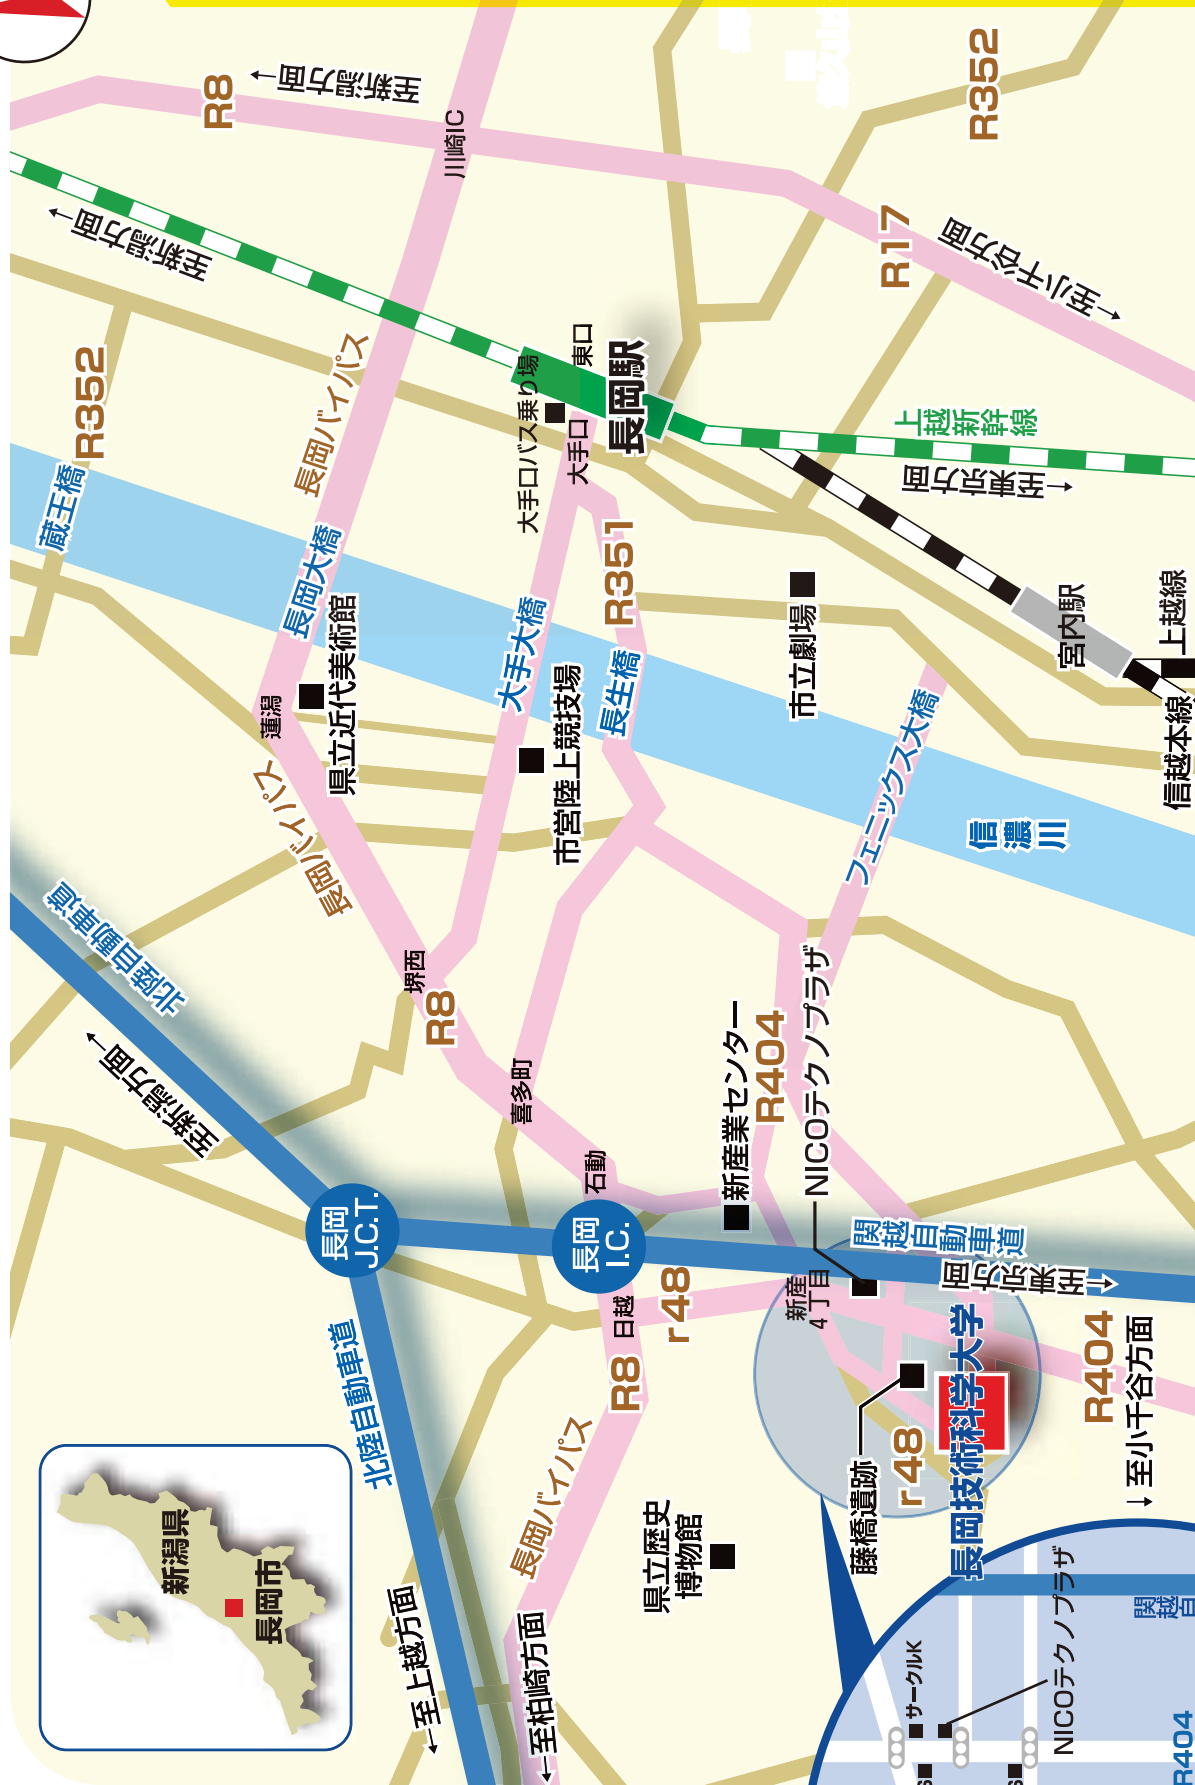 R8
至新潟方面
川崎IC
R352
至新潟方面
R17
至小千谷方面
R352
長岡バイパス
大手口バス乗り場
東口
大手口
長岡駅
上越新幹線
至東京方面
蔵王橋
長岡大橋
県立近代美術館
蓮潟
大手大橋
R351
長生橋
市営陸上競技場
市立劇場
宮内駅
上越線
信越本線
フェニックス大橋
信濃川
長岡バイパス
北陸自動車道
至新潟方面
堺西
R8
喜多町
石動
新産業センター
R404
NICOテクノプラザ
長岡
J.C.T.
長岡
I.C.
関越自動車道
至東京方面
日越
r48
新産
4丁目
R8
北陸自動車道
長岡技術科学大学
R404
至小千谷方面
藤橋遺跡
r48
長岡バイパス
県立歴史
博物館
新潟県
長岡市
至上越方面
至柏崎方面
サークルK
NICOテクノプラザ
関越自
R404